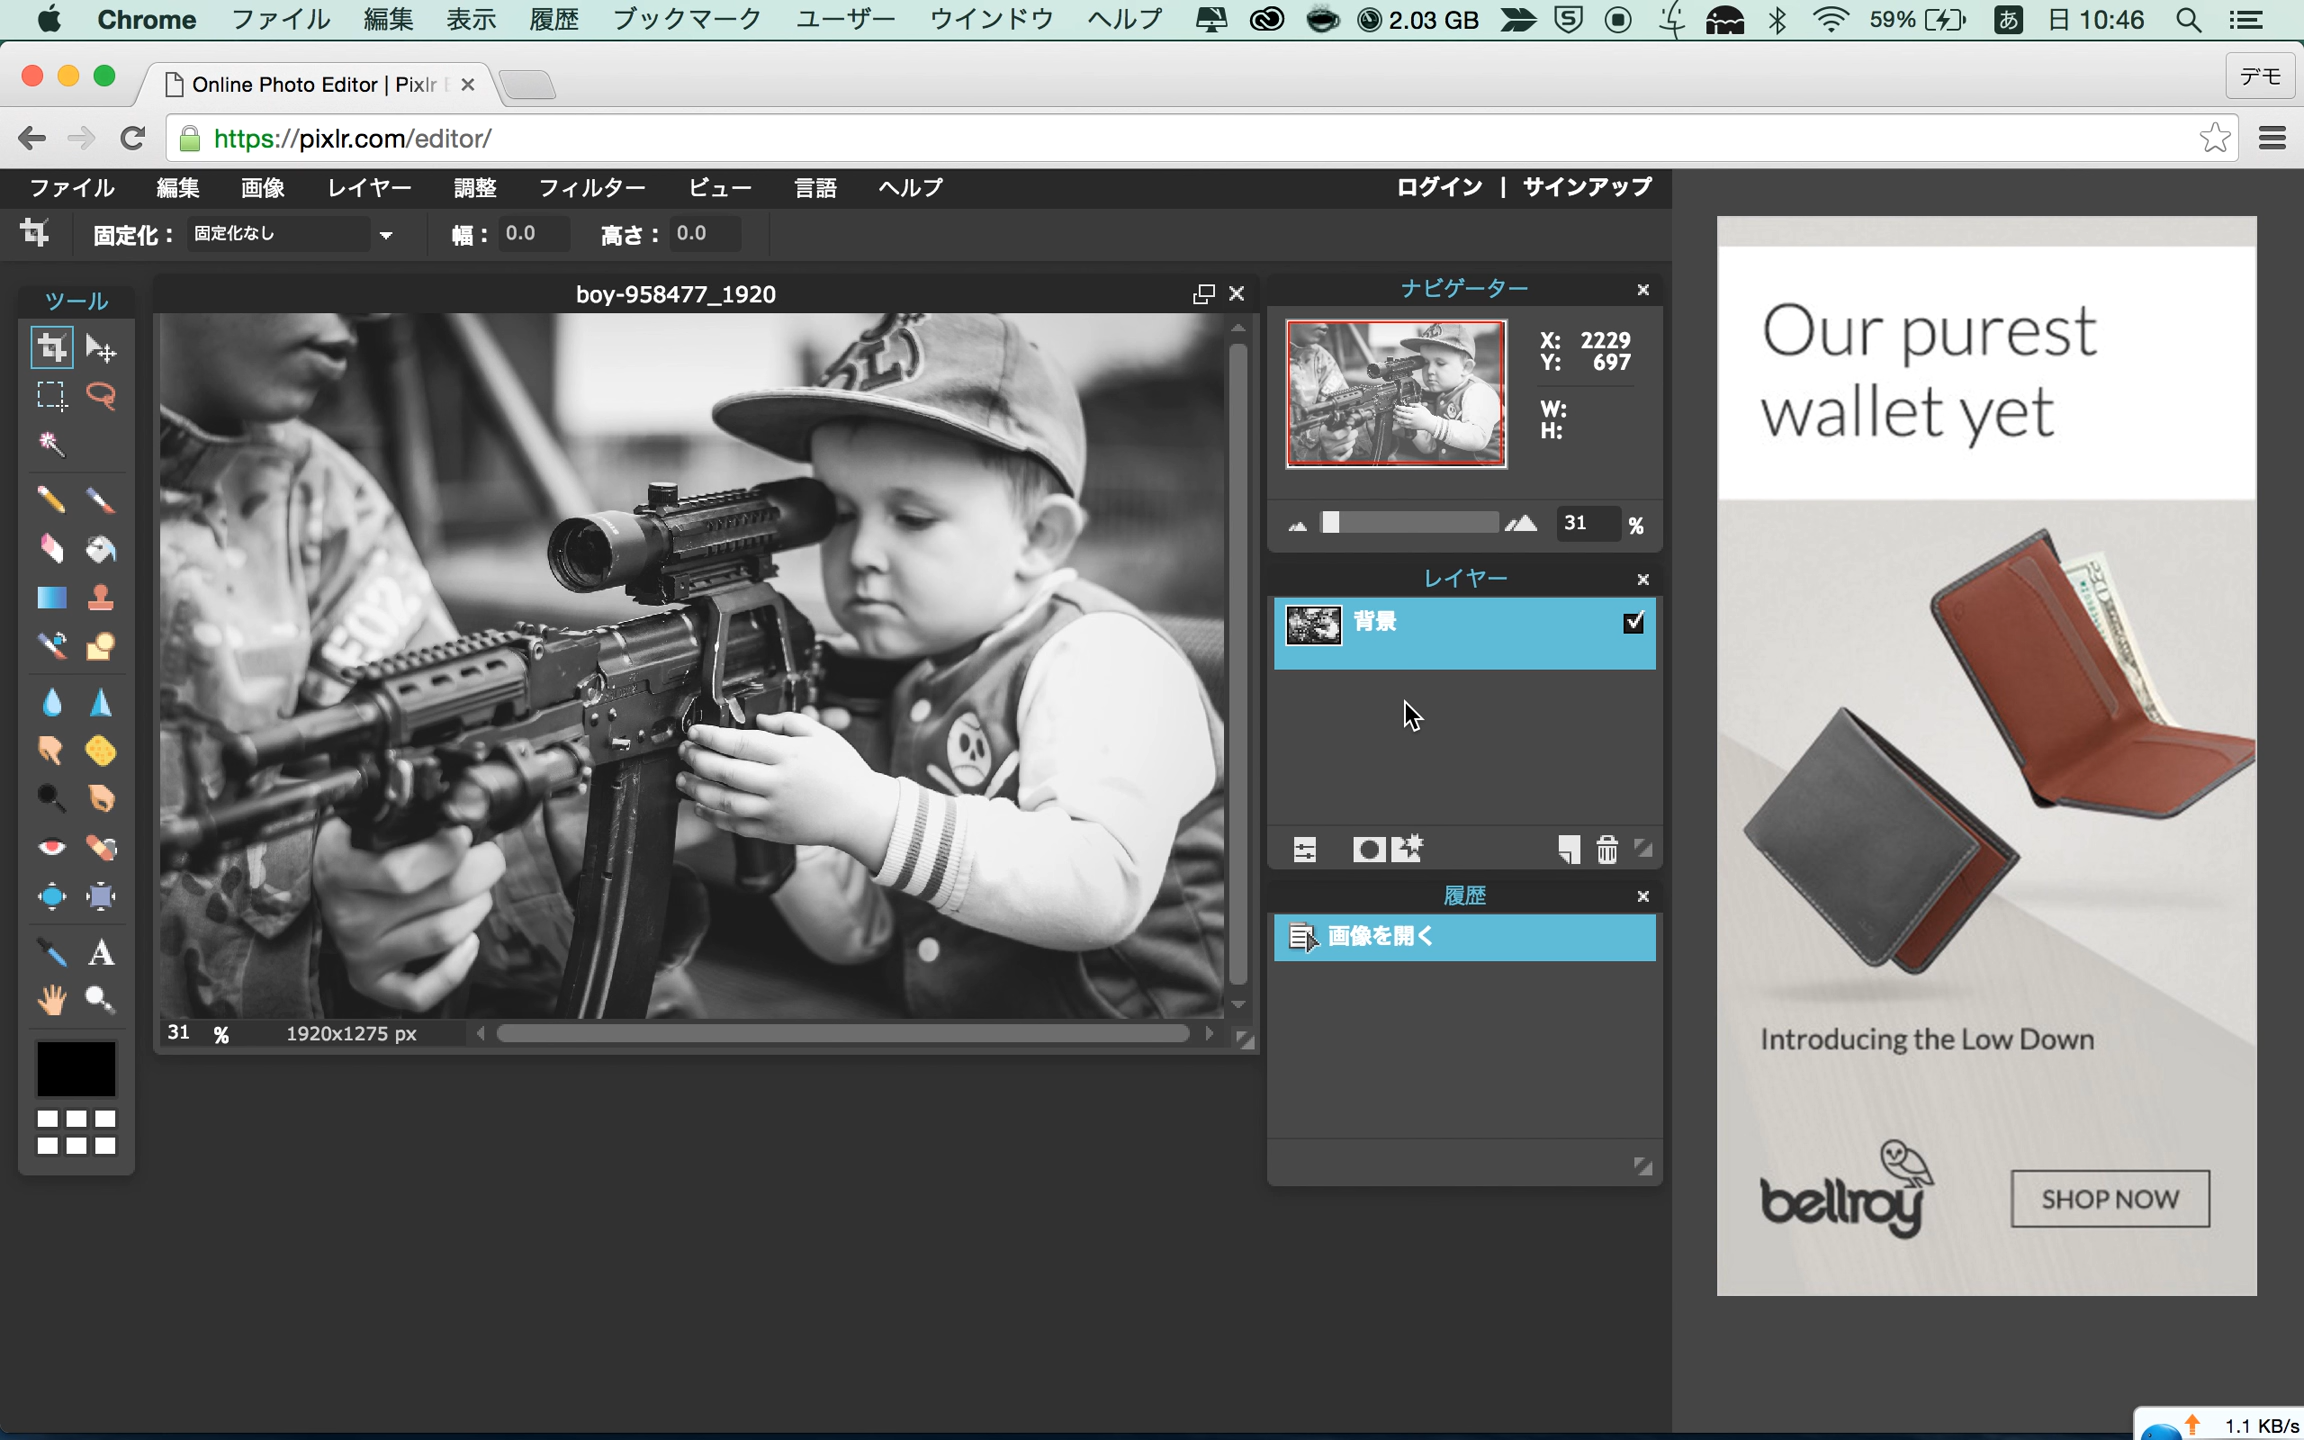 Chrome ファイル 編集 表示 履歴 ブックマーク ユーザー ウインドウ ヘルプ 2.03 GB 59% あ 日 10:46
Online Photo Editor | Pixlr
デモ
https://pixlr.com/editor/
ファイル 編集 画像 レイヤー 調整 フィルター ビュー 言語 ヘルプ ログイン | サインアップ
固定化： 固定化なし 幅： 0.0 高さ： 0.0
ツール
boy-958477_1920
ナビゲーター
X: 2229
Y: 697
W:
H:
31 %
レイヤー
背景
履歴
画像を開く
502
31 % 1920x1275 px
A
Our purest
wallet yet
Introducing the Low Down
bellroy
SHOP NOW
1.1 KB/s